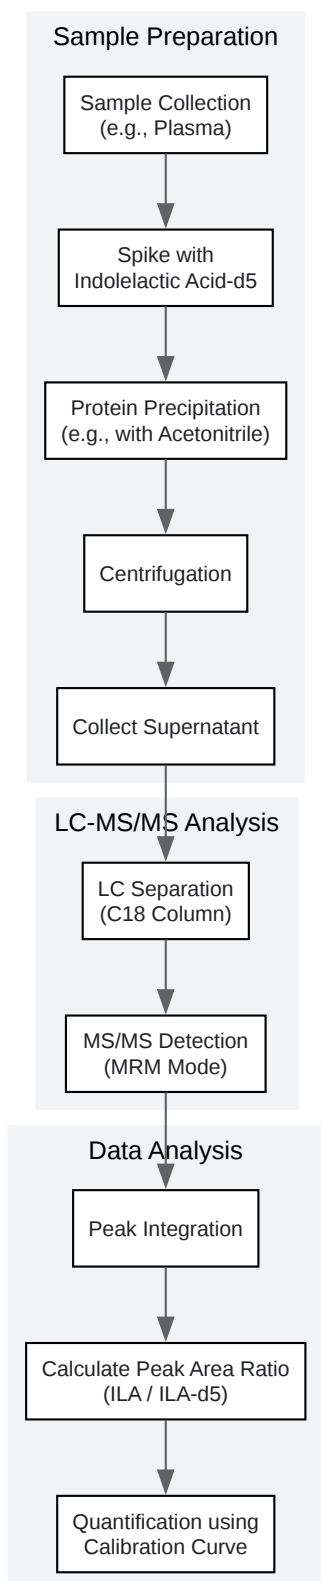 Sample Preparation
Sample Collection
(e.g., Plasma)
Spike with
Indolelactic Acid-d5
Protein Precipitation
(e.g., with Acetonitrile)
Centrifugation
Collect Supernatant
LC-MS/MS Analysis
LC Separation
(C18 Column)
MS/MS Detection
(MRM Mode)
Data Analysis
Peak Integration
Calculate Peak Area Ratio
(ILA / ILA-d5)
Quantification using
Calibration Curve